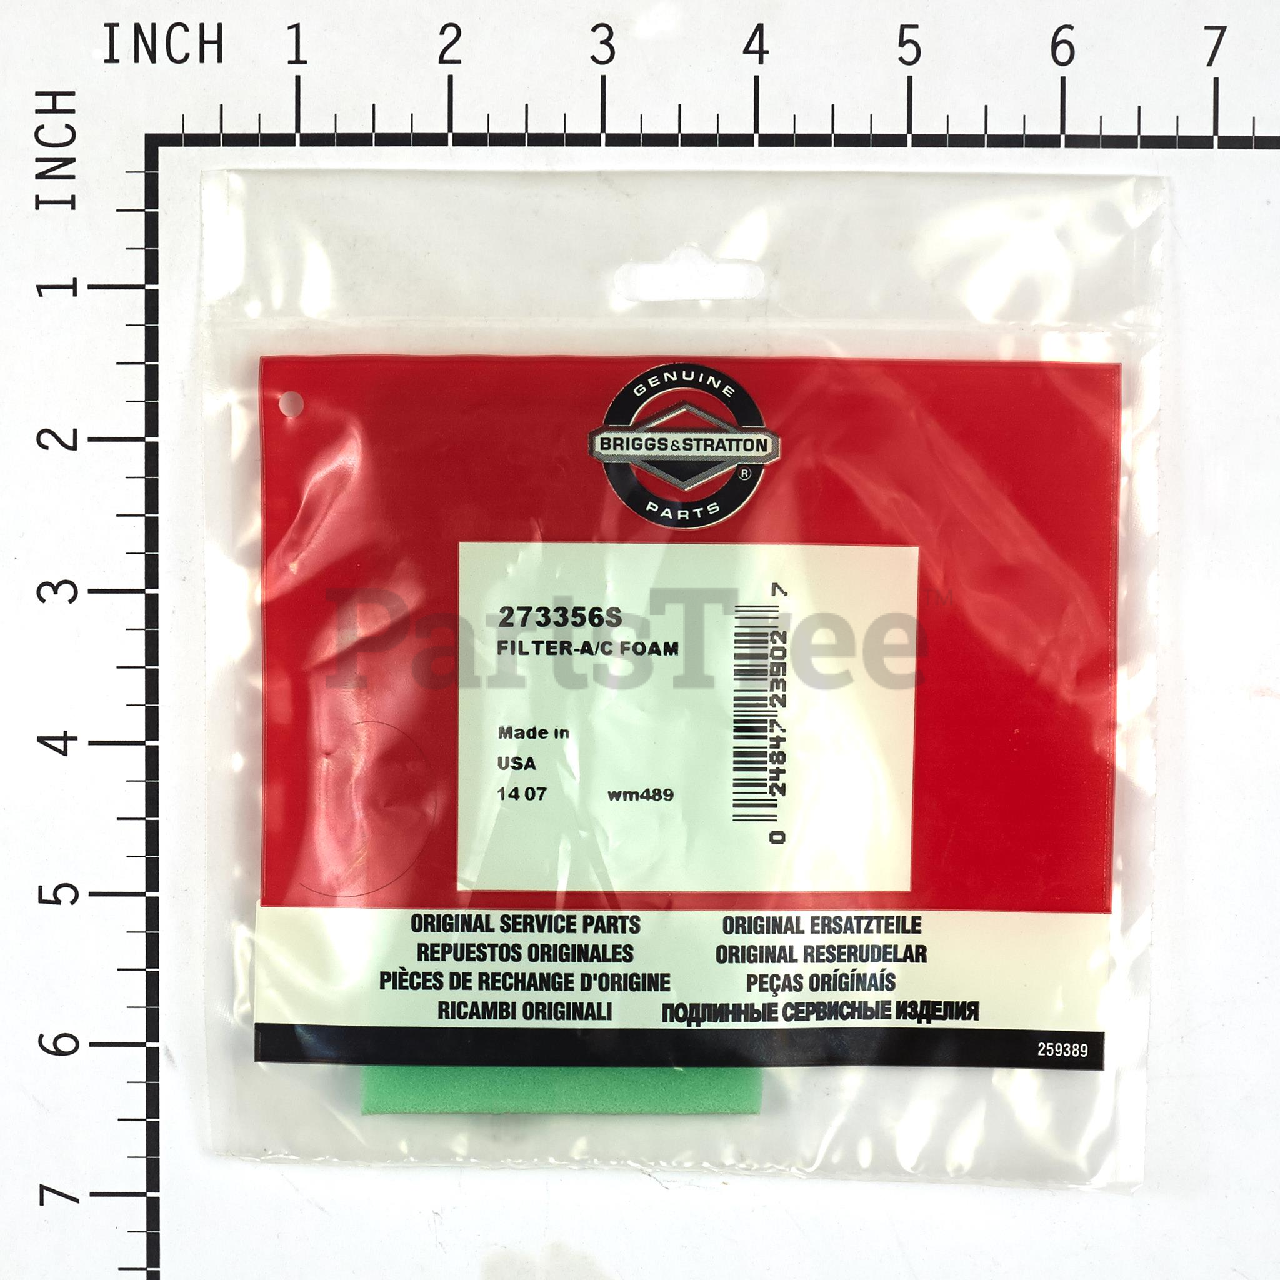 INCH 1 2 3 4 5 6 7
INCH
1
2
3
4
5
6
7
GENUINE
BRIGGS&STRATTON
®
PARTS
PartsTree™
273356S
FILTER-A/C FOAM
Made in
USA
14 07 wm489
0 24847 23902 7
ORIGINAL SERVICE PARTS ORIGINAL ERSATZTEILE
REPUESTOS ORIGINALES ORIGINAL RESERUDELAR
PIÈCES DE RECHANGE D'ORIGINE PEÇAS ORÍGÍNAÍS
RICAMBI ORIGINALI ПОДЛИННЫЕ СЕРВИСНЫЕ ИЗДЕЛИЯ
259389